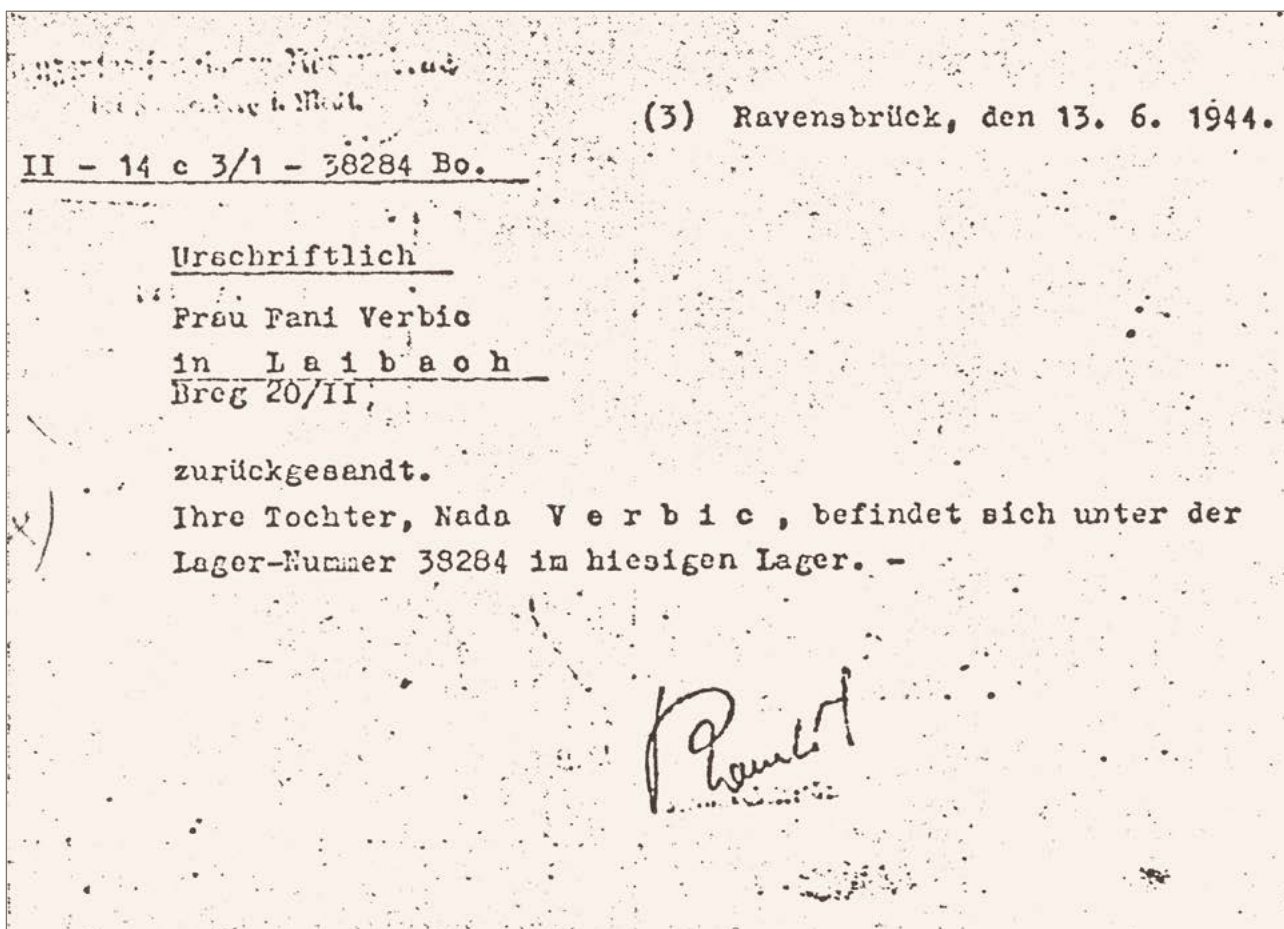 i. Meckl.
(3) Ravensbrück, den 13. 6. 1944.
II - 14 c 3/1 - 38284 Bo.
Urschriftlich
Frau Fani Verbic
in L a i b a c h
Breg 20/II,
zurückgesandt.
Ihre Tochter, Nada V e r b i c , befindet sich unter der
Lager-Nummer 38284 im hiesigen Lager. -